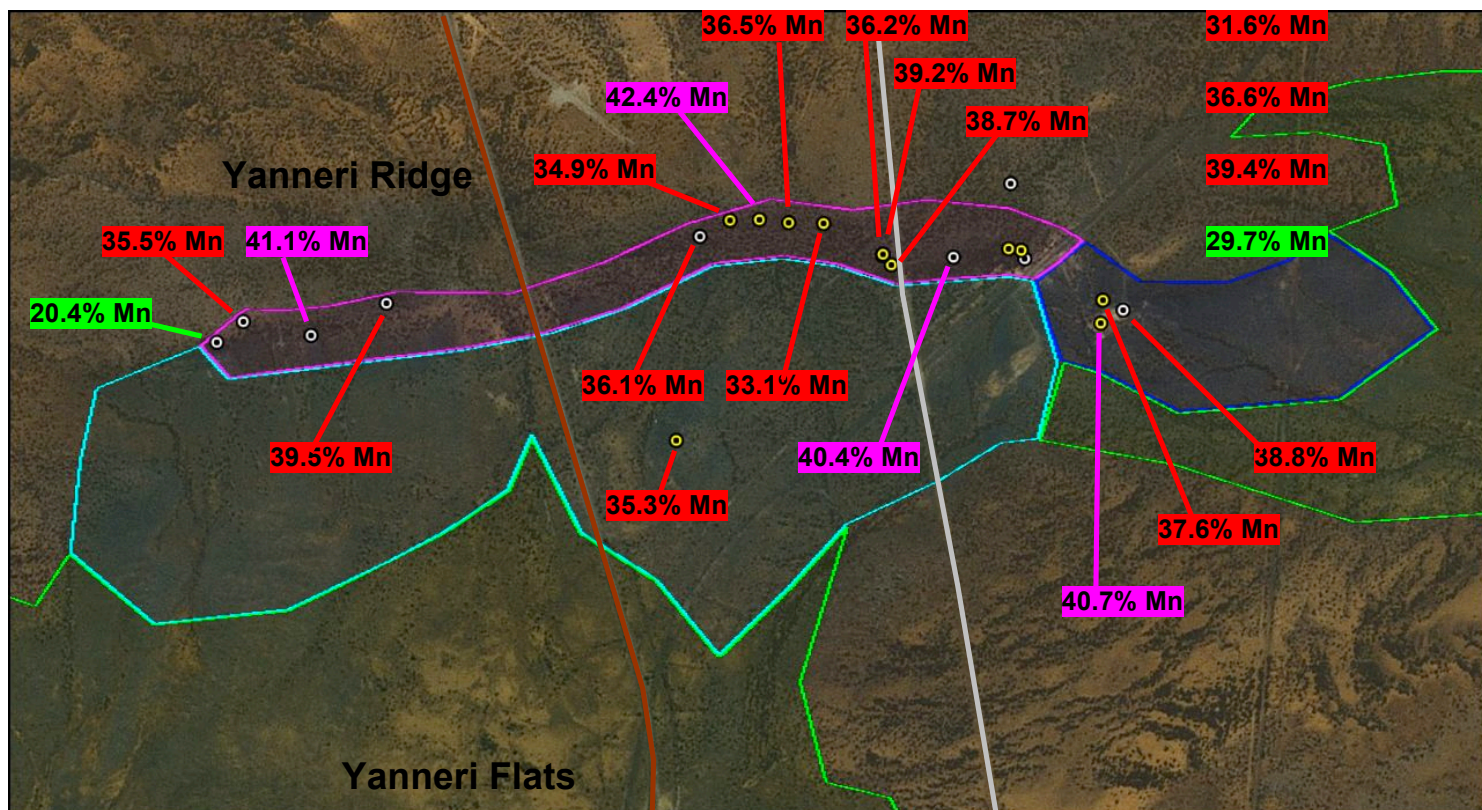 36.5% Mn
36.2% Mn
31.6% Mn
39.2% Mn
42.4% Mn
36.6% Mn
38.7% Mn
34.9% Mn
39.4% Mn
Yanneri Ridge
35.5% Mn
41.1% Mn
29.7% Mn
20.4% Mn
36.1% Mn
33.1% Mn
39.5% Mn
40.4% Mn
38.8% Mn
35.3% Mn
37.6% Mn
40.7% Mn
Yanneri Flats